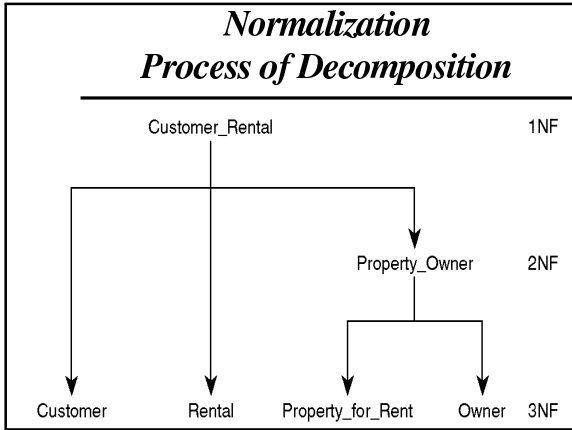 Normalization
Process of Decomposition
Customer_Rental 1NF
Property_Owner 2NF
Customer Rental Property_for_Rent Owner 3NF